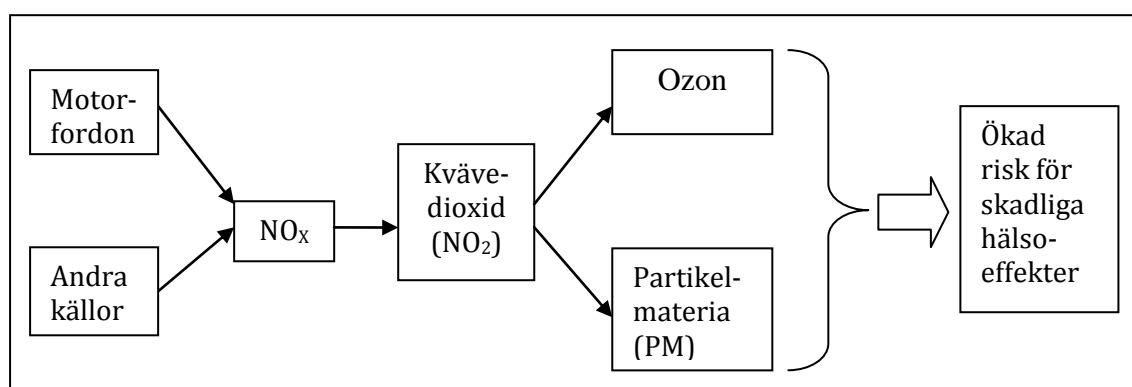 Motor-
fordon
Andra
källor
NOX
Kväve-
dioxid
(NO2)
Ozon
Partikel-
materia
(PM)
Ökad
risk för
skadliga
hälso-
effekter